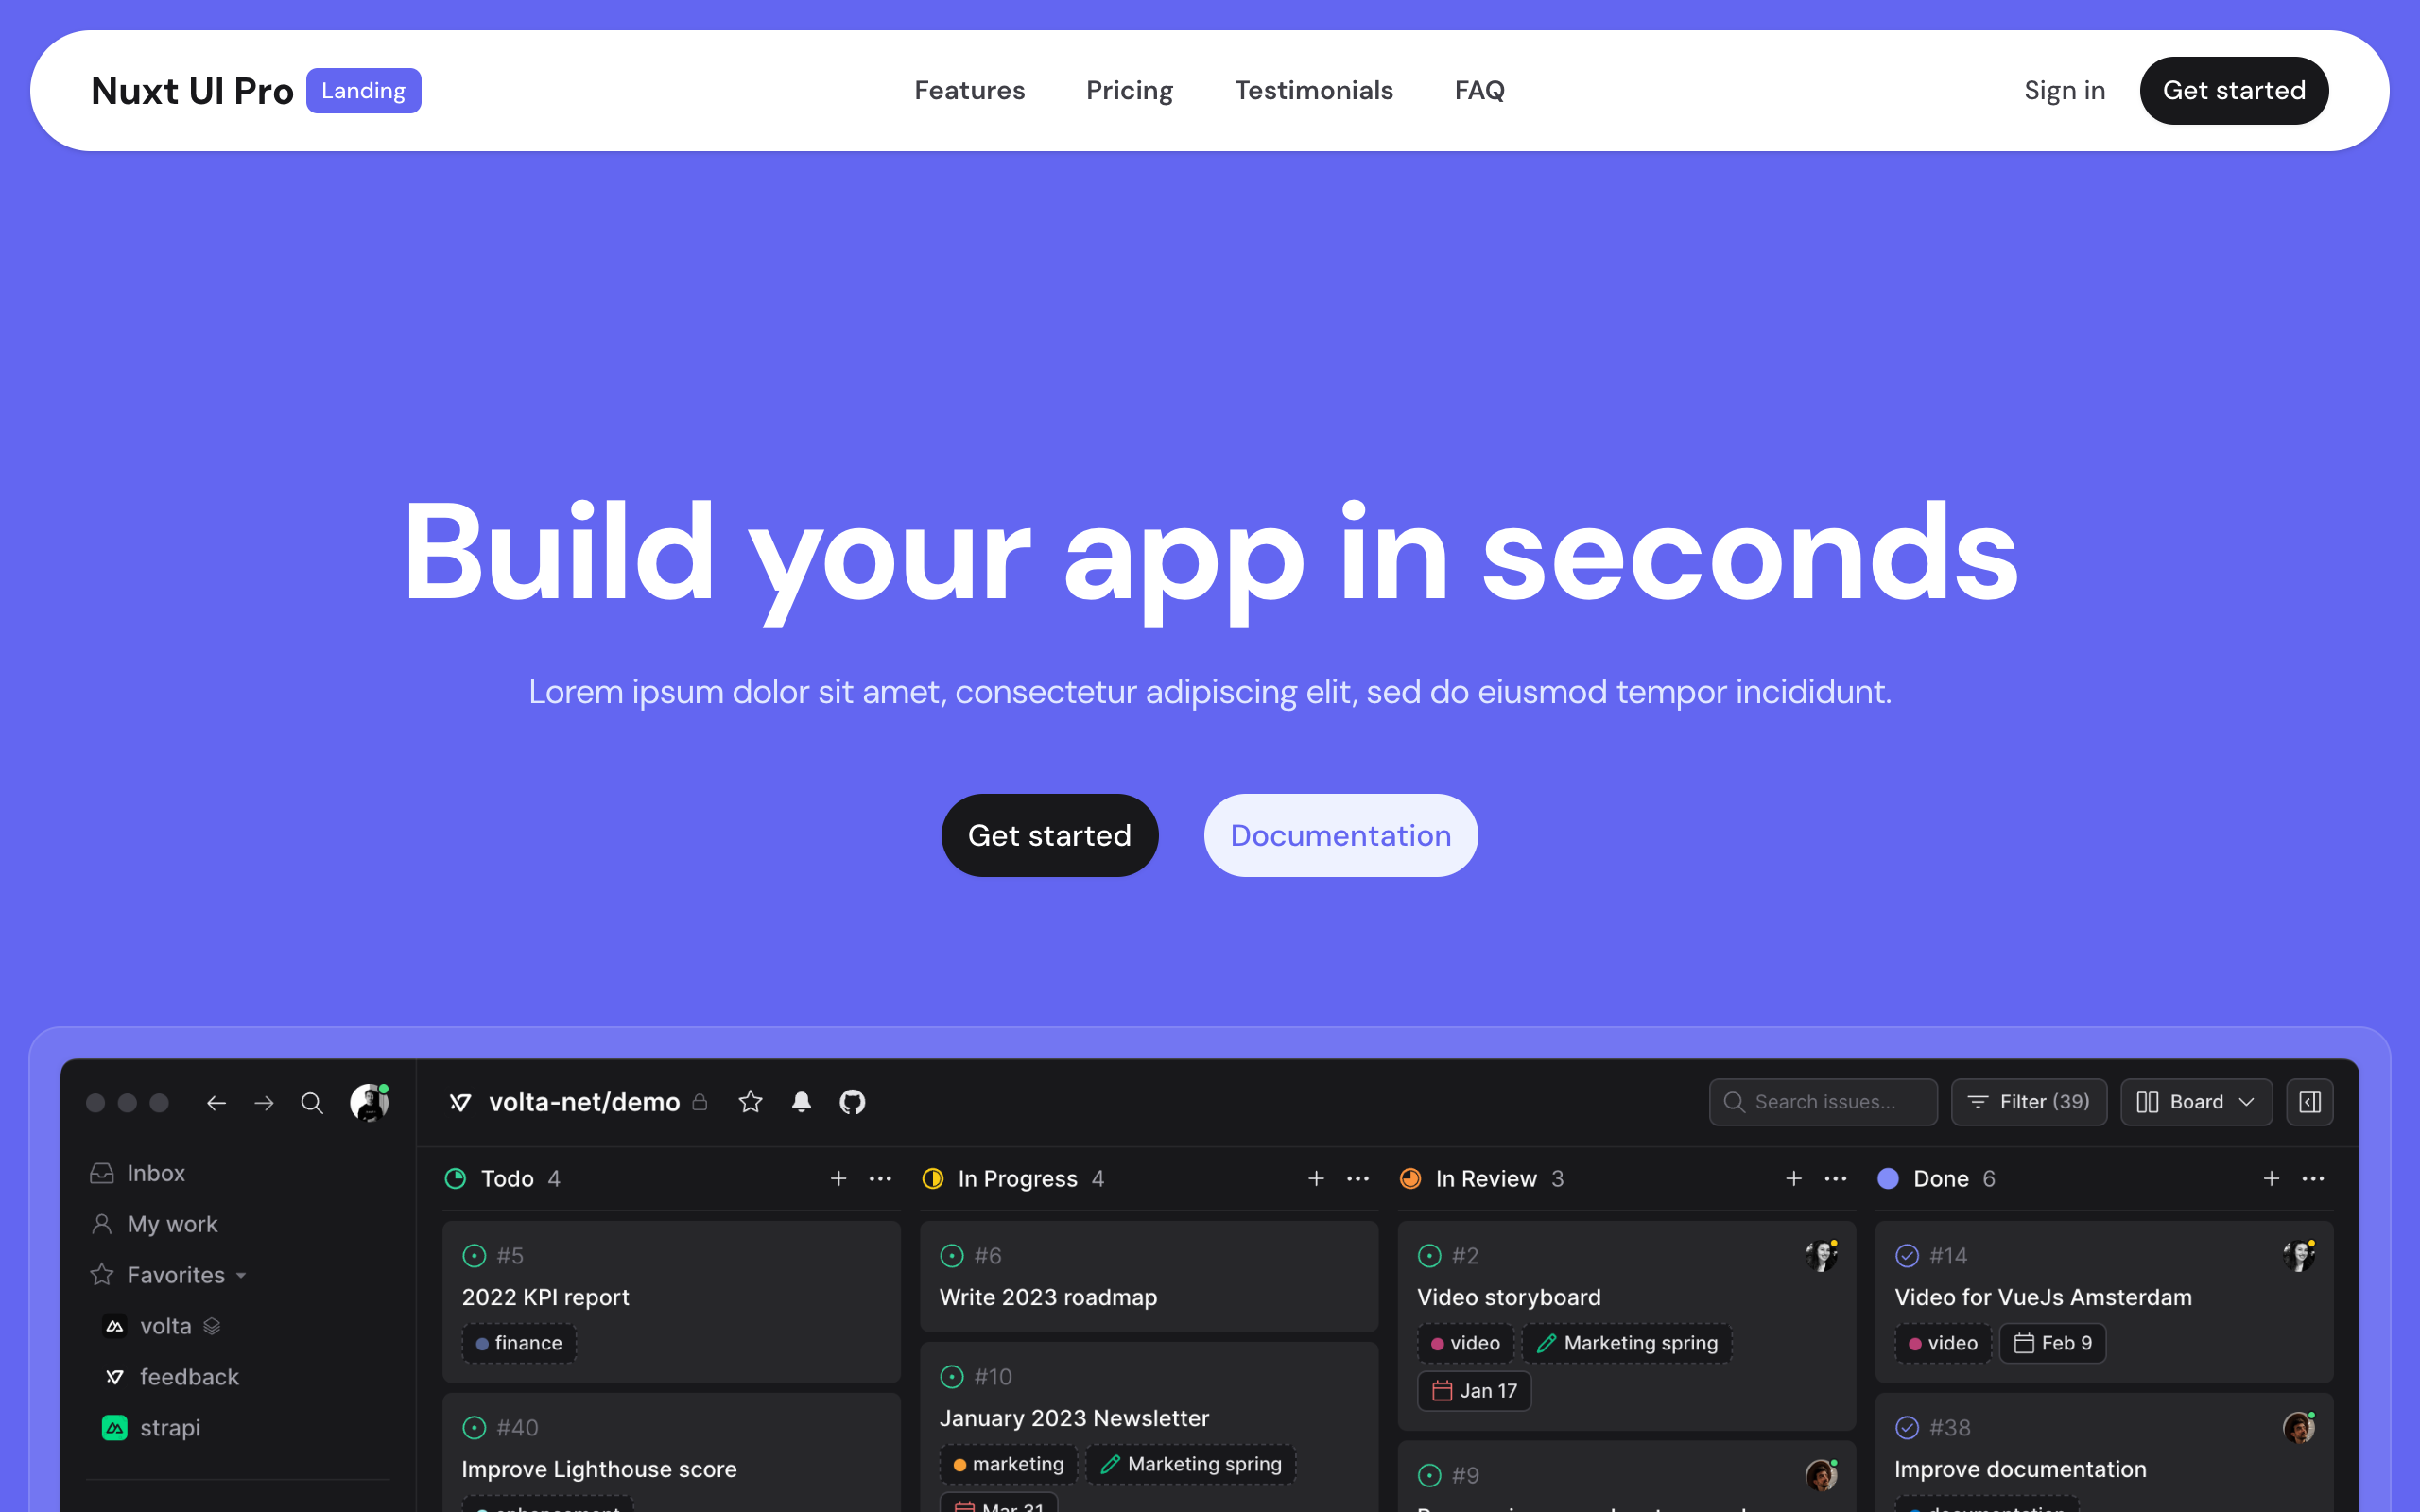 Nuxt UI Pro Landing
Features Pricing Testimonials FAQ
Sign in Get started
Build your app in seconds
Lorem ipsum dolor sit amet, consectetur adipiscing elit, sed do eiusmod tempor incididunt.
Get started Documentation
volta-net/demo
Search issues...
Filter (39)
Board
Inbox
My work
Favorites
volta
feedback
strapi
Todo 4
#5
2022 KPI report
finance
#40
Improve Lighthouse score
enhancement
In Progress 4
#6
Write 2023 roadmap
#10
January 2023 Newsletter
marketing Marketing spring
Mar 31
In Review 3
#2
Video storyboard
video Marketing spring
Jan 17
#9
Done 6
#14
Video for VueJs Amsterdam
video Feb 9
#38
Improve documentation
documentation